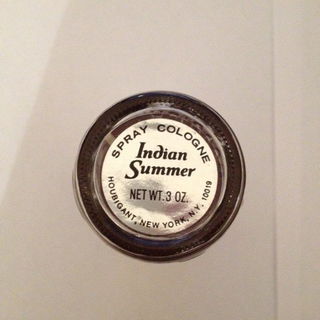 SPRAY COLOGNE
Indian
Summer
NET WT. 3 OZ.
HOUBIGANT, NEW YORK, N.Y. 10019